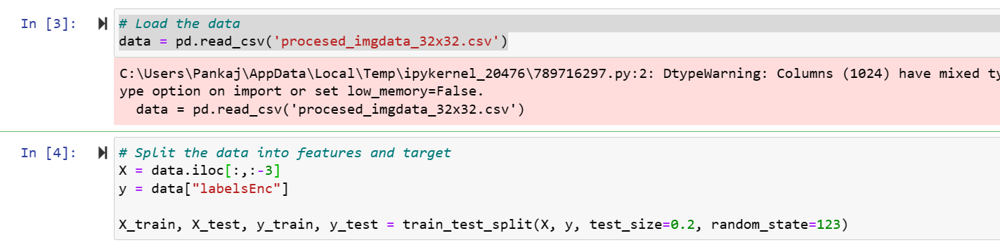 In [3]: # Load the data
data = pd.read_csv('procesed_imgdata_32x32.csv')
C:\Users\Pankaj\AppData\Local\Temp\ipykernel_20476\789716297.py:2: DtypeWarning: Columns (1024) have mixed ty
ype option on import or set low_memory=False.
  data = pd.read_csv('procesed_imgdata_32x32.csv')
In [4]: # Split the data into features and target
X = data.iloc[:,:-3]
y = data["labelsEnc"]
X_train, X_test, y_train, y_test = train_test_split(X, y, test_size=0.2, random_state=123)